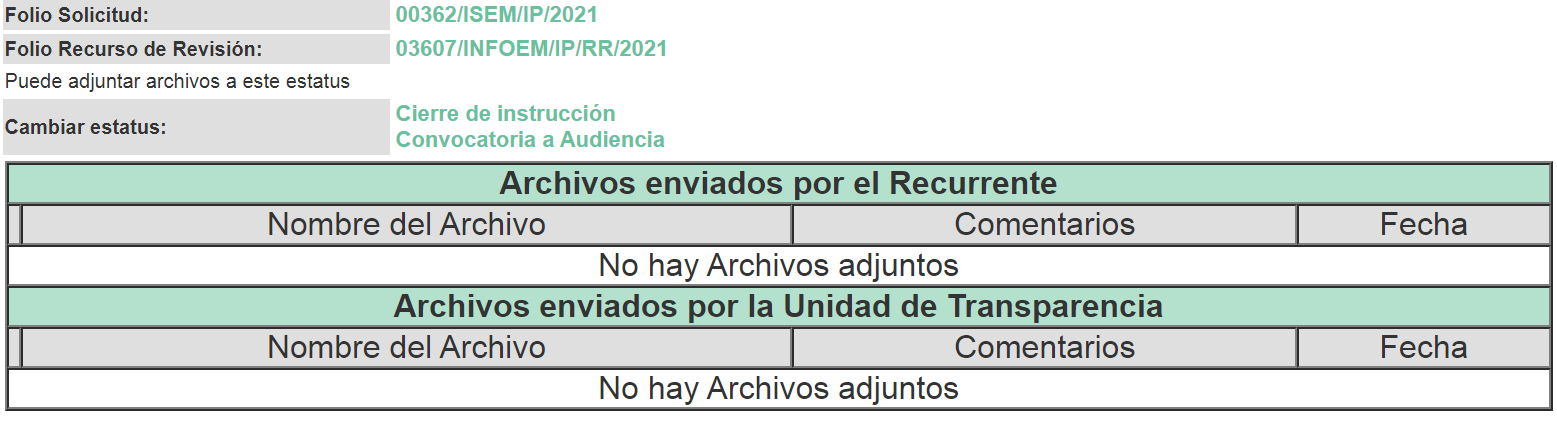 Folio Solicitud: 00362/ISEM/IP/2021
Folio Recurso de Revisión: 03607/INFOEM/IP/RR/2021
Puede adjuntar archivos a este estatus
Cambiar estatus: Cierre de instrucción
Convocatoria a Audiencia
Archivos enviados por el Recurrente
Nombre del Archivo Comentarios Fecha
No hay Archivos adjuntos
Archivos enviados por la Unidad de Transparencia
Nombre del Archivo Comentarios Fecha
No hay Archivos adjuntos